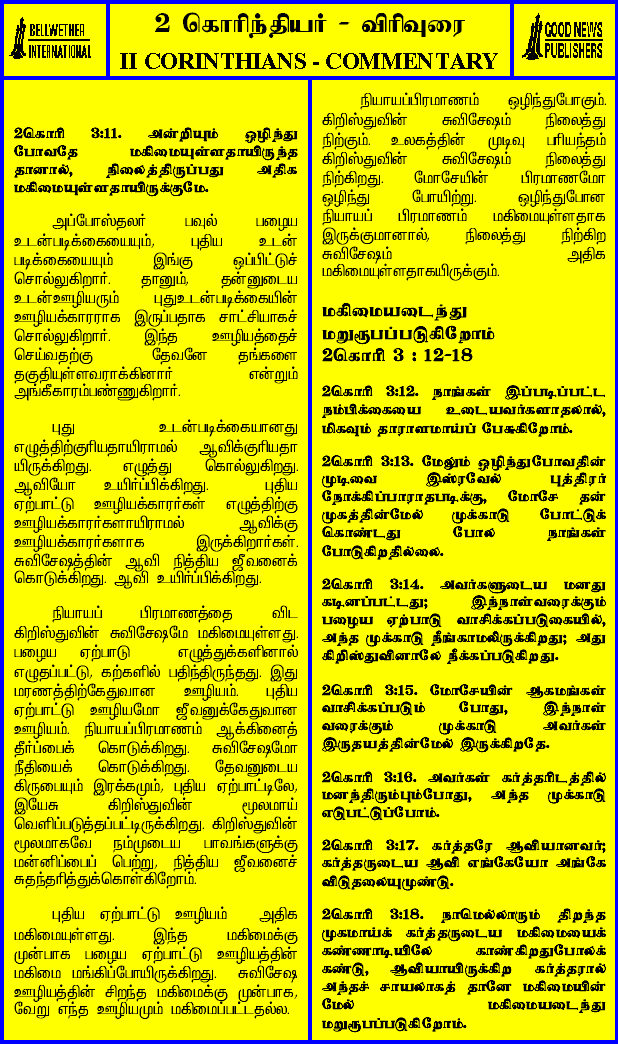 BELLWETHER
INTERNATIONAL
2 கொரிந்தியர் - விரிவுரை
II CORINTHIANS - COMMENTARY
GOOD NEWS
PUBLISHERS
2கொரி 3:11. அன்றியும் ஒழிந்து
போவதே மகிமையுள்ளதாயிருந்த
தானால், நிலைத்திருப்பது அதிக
மகிமையுள்ளதாயிருக்குமே.
அப்போஸ்தலர் பவுல் பழைய
உடன்படிக்கையையும், புதிய உடன்
படிக்கையையும் இங்கு ஒப்பிட்டுச்
சொல்லுகிறார். தானும், தன்னுடைய
உடன்ஊழியரும் புதுஉடன்படிக்கையின்
ஊழியக்காரராக இருப்பதாக சாட்சியாகச்
சொல்லுகிறார். இந்த ஊழியத்தைச்
செய்வதற்கு தேவனே தங்களை
தகுதியுள்ளவராக்கினார் என்றும்
அங்கீகாரம்பண்ணுகிறார்.
புது உடன்படிக்கையானது
எழுத்திற்குரியதாயிராமல் ஆவிக்குரியதா
யிருக்கிறது. எழுத்து கொல்லுகிறது.
ஆவியோ உயிர்ப்பிக்கிறது. புதிய
ஏற்பாட்டு ஊழியக்காரர்கள் எழுத்திற்கு
ஊழியக்காரர்களாயிராமல் ஆவிக்கு
ஊழியக்காரர்களாக இருக்கிறார்கள்.
சுவிசேஷத்தின் ஆவி நித்திய ஜீவனைக்
கொடுக்கிறது. ஆவி உயிர்ப்பிக்கிறது.
நியாயப் பிரமாணத்தை விட
கிறிஸ்துவின் சுவிசேஷமே மகிமையுள்ளது.
பழைய ஏற்பாடு எழுத்துக்களினால்
எழுதப்பட்டு, கற்களில் பதிந்திருந்தது. இது
மரணத்திற்கேதுவான ஊழியம். புதிய
ஏற்பாட்டு ஊழியமோ ஜீவனுக்கேதுவான
ஊழியம். நியாயப்பிரமாணம் ஆக்கினைத்
தீர்ப்பைக் கொடுக்கிறது. சுவிசேஷமோ
நீதியைக் கொடுக்கிறது. தேவனுடைய
கிருபையும் இரக்கமும், புதிய ஏற்பாட்டிலே,
இயேசு கிறிஸ்துவின் மூலமாய்
வெளிப்படுத்தப்பட்டிருக்கிறது. கிறிஸ்துவின்
மூலமாகவே நம்முடைய பாவங்களுக்கு
மன்னிப்பைப் பெற்று, நித்திய ஜீவனைச்
சுதந்தரித்துக்கொள்கிறோம்.
புதிய ஏற்பாட்டு ஊழியம் அதிக
மகிமையுள்ளது. இந்த மகிமைக்கு
முன்பாக பழைய ஏற்பாட்டு ஊழியத்தின்
மகிமை மங்கிப்போயிருக்கிறது. சுவிசேஷ
ஊழியத்தின் சிறந்த மகிமைக்கு முன்பாக,
வேறு எந்த ஊழியமும் மகிமைப்பட்டதல்ல.
நியாயப்பிரமாணம் ஒழிந்துபோகும்.
கிறிஸ்துவின் சுவிசேஷம் நிலைத்து
நிற்கும். உலகத்தின் முடிவு பரியந்தம்
கிறிஸ்துவின் சுவிசேஷம் நிலைத்து
நிற்கிறது. மோசேயின் பிரமாணமோ
ஒழிந்து போயிற்று. ஒழிந்துபோன
நியாயப் பிரமாணம் மகிமையுள்ளதாக
இருக்குமானால், நிலைத்து நிற்கிற
சுவிசேஷம் அதிக
மகிமையுள்ளதாகயிருக்கும்.
மகிமையடைந்து
மறுரூபப்படுகிறோம்
2கொரி 3 : 12-18
2கொரி 3:12. நாங்கள் இப்படிப்பட்ட
நம்பிக்கையை உடையவர்களாதலால்,
மிகவும் தாராளமாய்ப் பேசுகிறோம்.
2கொரி 3:13. மேலும் ஒழிந்துபோவதின்
முடிவை இஸ்ரவேல் புத்திரர்
நோக்கிப்பாராதபடிக்கு, மோசே தன்
முகத்தின்மேல் முக்காடு போட்டுக்
கொண்டது போல் நாங்கள்
போடுகிறதில்லை.
2கொரி 3:14. அவர்களுடைய மனது
கடினப்பட்டது; இந்நாள்வரைக்கும்
பழைய ஏற்பாடு வாசிக்கப்படுகையில்,
அந்த முக்காடு நீங்காமலிருக்கிறது; அது
கிறிஸ்துவினாலே நீக்கப்படுகிறது.
2கொரி 3:15. மோசேயின் ஆகமங்கள்
வாசிக்கப்படும் போது, இந்நாள்
வரைக்கும் முக்காடு அவர்கள்
இருதயத்தின்மேல் இருக்கிறதே.
2கொரி 3:16. அவர்கள் கர்த்தரிடத்தில்
மனந்திரும்பும்போது, அந்த முக்காடு
எடுபட்டுப்போம்.
2கொரி 3:17. கர்த்தரே ஆவியானவர்;
கர்த்தருடைய ஆவி எங்கேயோ அங்கே
விடுதலையுமுண்டு.
2கொரி 3:18. நாமெல்லாரும் திறந்த
முகமாய்க் கர்த்தருடைய மகிமையைக்
கண்ணாடியிலே காண்கிறதுபோலக்
கண்டு, ஆவியாயிருக்கிற கர்த்தரால்
அந்தச் சாயலாகத் தானே மகிமையின்
மேல் மகிமையடைந்து
மறுரூபப்படுகிறோம்.